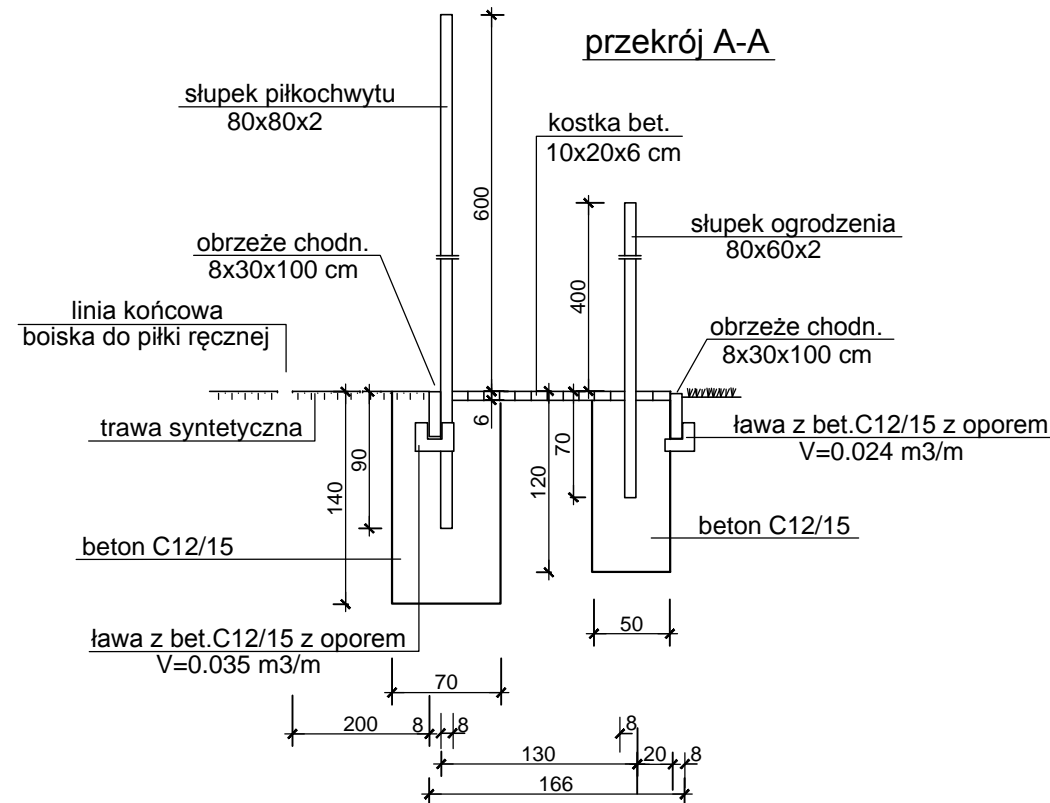 przekrój A-A
słupek piłkochwytu
80x80x2
kostka bet.
10x20x6 cm
600
słupek ogrodzenia
80x60x2
obrzeże chodn.
8x30x100 cm
400
linia końcowa
boiska do piłki ręcznej
obrzeże chodn.
8x30x100 cm
trawa syntetyczna
6
90
70
140
120
ława z bet.C12/15 z oporem
V=0.024 m3/m
beton C12/15
beton C12/15
ława z bet.C12/15 z oporem
V=0.035 m3/m
50
70
200
8
8
8
130
20
8
166